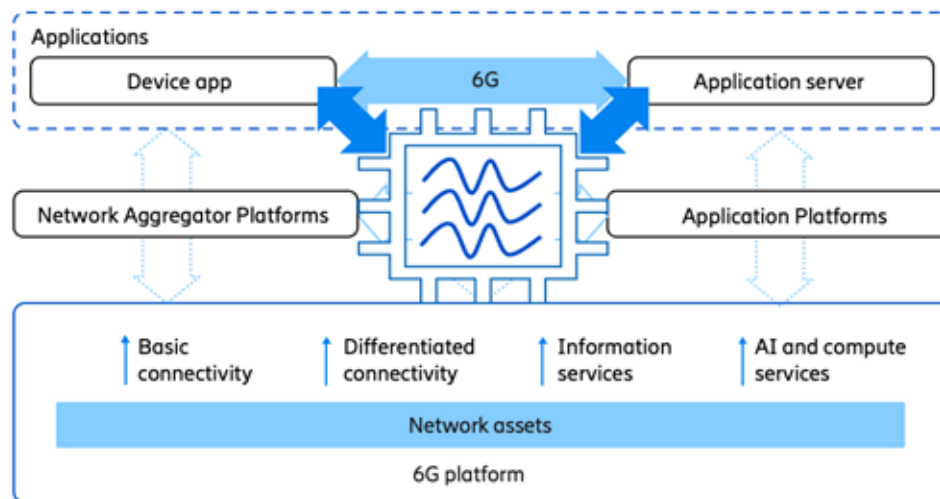 Applications
Device app
6G
Application server
Network Aggregator Platforms
Application Platforms
Basic
connectivity
Differentiated
connectivity
Information
services
AI and compute
services
Network assets
6G platform